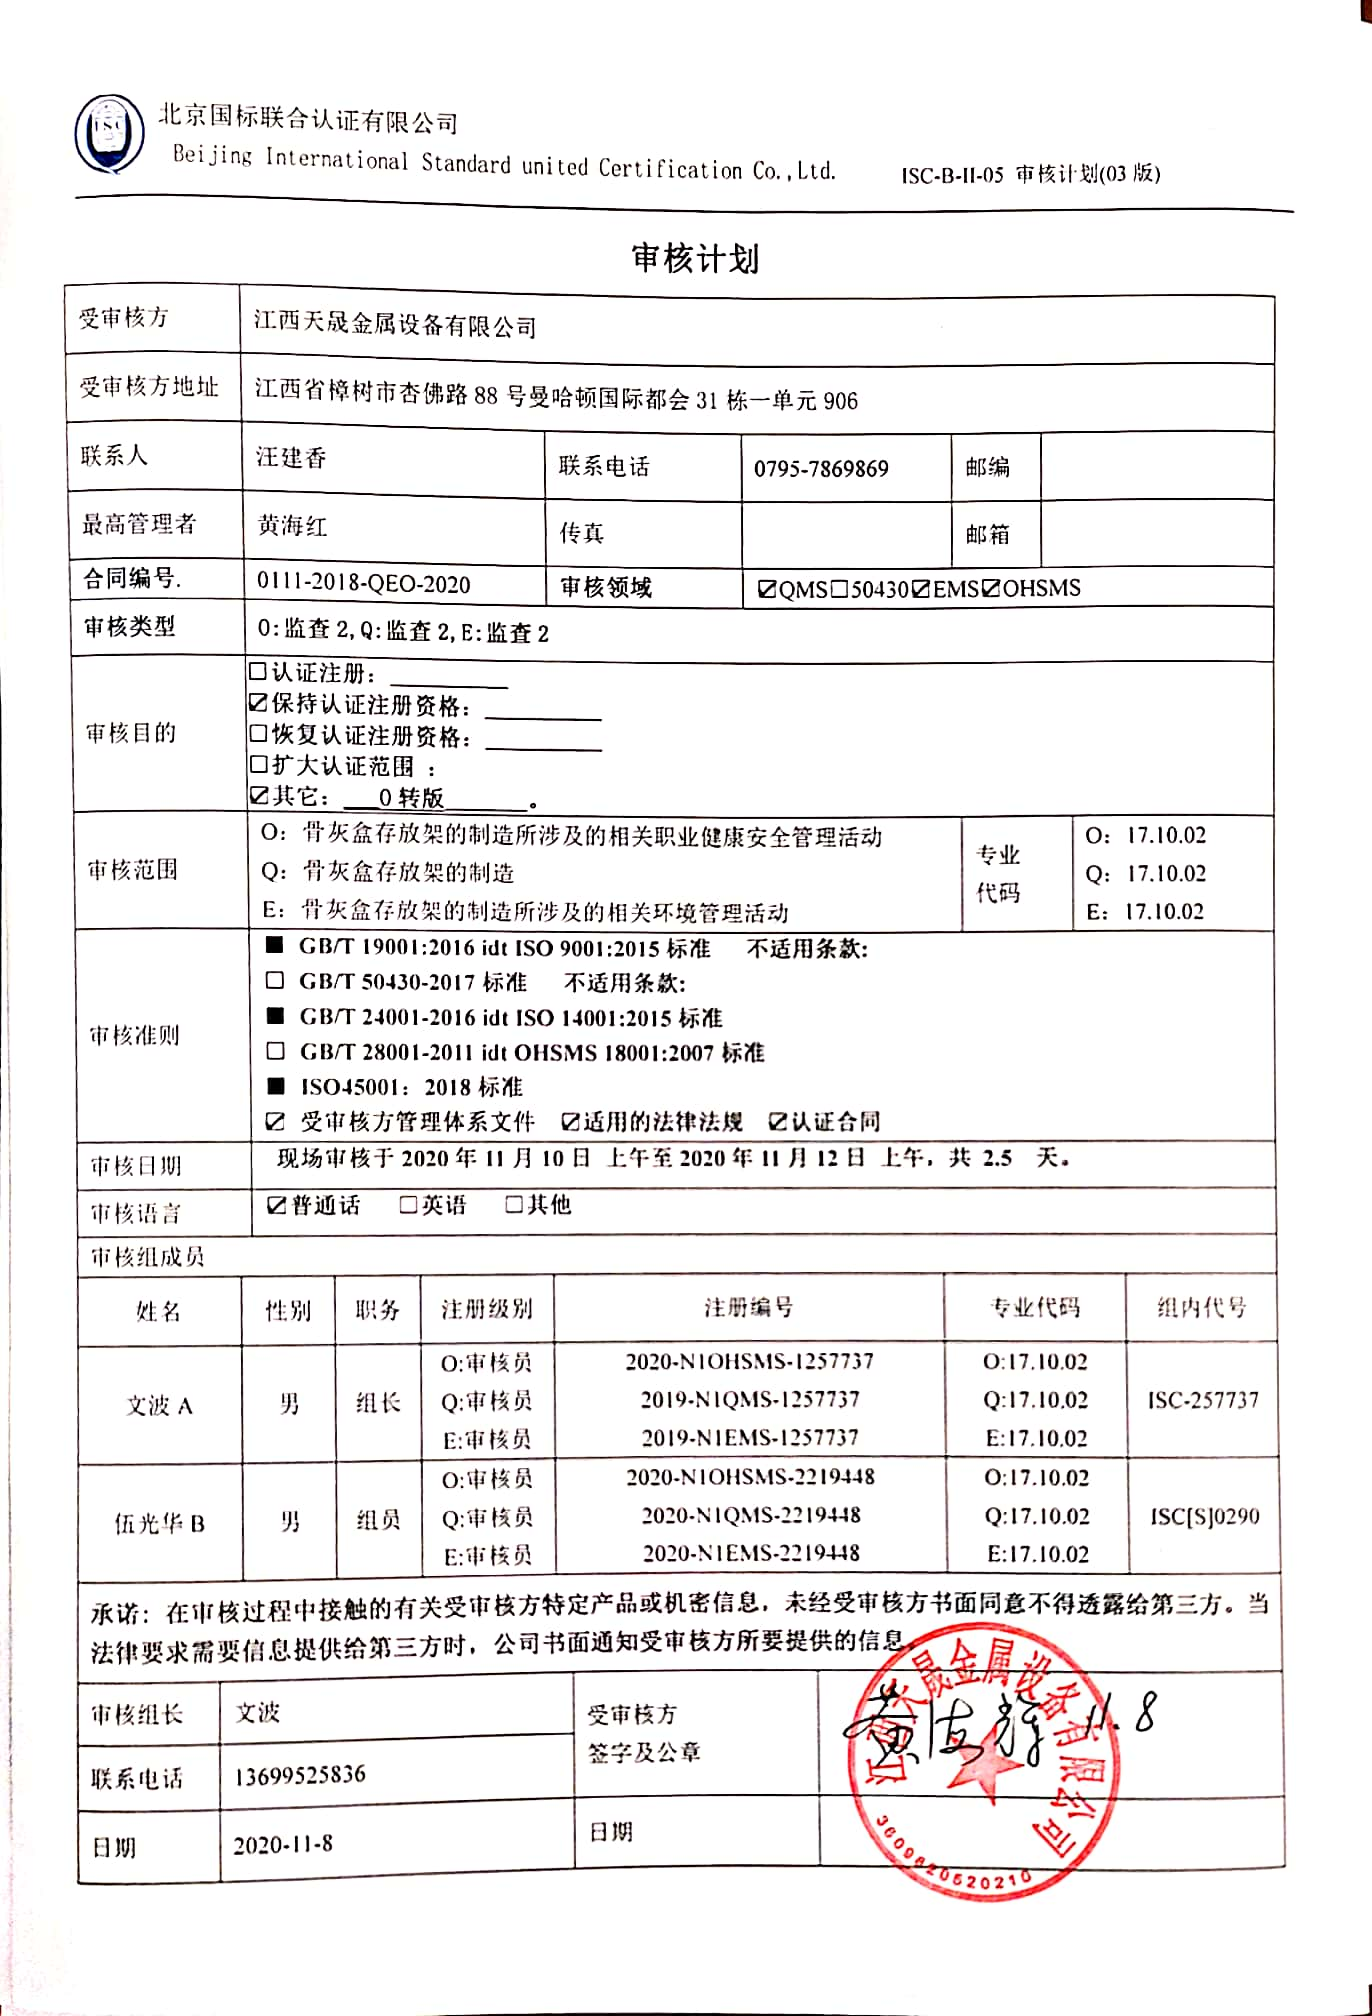 ISC
北京国标联合认证有限公司
Beijing International Standard united Certification Co.,Ltd.
ISC-B-II-05 审核计划(03 版)
审核计划
受审核方 江西天晟金属设备有限公司
受审核方地址 江西省樟树市杏佛路 88 号曼哈顿国际都会 31 栋一单元 906
联系人 汪建香 联系电话 0795-7869869 邮编
最高管理者 黄海红 传真 邮箱
合同编号. 0111-2018-QEO-2020 审核领域 ☑QMS□50430☑EMS☑OHSMS
审核类型 O:监查 2,Q:监查 2,E:监查 2
审核目的
□认证注册：
☑保持认证注册资格：
□恢复认证注册资格：
□扩大认证范围 ：
☑其它： O 转版 。
审核范围
O：骨灰盒存放架的制造所涉及的相关职业健康安全管理活动
Q：骨灰盒存放架的制造
E：骨灰盒存放架的制造所涉及的相关环境管理活动
专业
代码
O：17.10.02
Q：17.10.02
E：17.10.02
审核准则
■ GB/T 19001:2016 idt ISO 9001:2015 标准 不适用条款:
□ GB/T 50430-2017 标准 不适用条款:
■ GB/T 24001-2016 idt ISO 14001:2015 标准
□ GB/T 28001-2011 idt OHSMS 18001:2007 标准
■ ISO45001：2018 标准
☑ 受审核方管理体系文件 ☑适用的法律法规 ☑认证合同
审核日期 现场审核于 2020 年 11 月 10 日 上午至 2020 年 11 月 12 日 上午，共 2.5 天。
审核语言 ☑普通话 □英语 □其他
审核组成员
姓名 性别 职务 注册级别 注册编号 专业代码 组内代号
文波 A 男 组长
O:审核员 2020-N1OHSMS-1257737 O:17.10.02
Q:审核员 2019-N1QMS-1257737 Q:17.10.02
E:审核员 2019-N1EMS-1257737 E:17.10.02
ISC-257737
伍光华 B 男 组员
O:审核员 2020-N1OHSMS-2219448 O:17.10.02
Q:审核员 2020-N1QMS-2219448 Q:17.10.02
E:审核员 2020-N1EMS-2219448 E:17.10.02
ISC[S]0290
承诺：在审核过程中接触的有关受审核方特定产品或机密信息，未经受审核方书面同意不得透露给第三方。当
法律要求需要信息提供给第三方时，公司书面通知受审核方所要提供的信息。
审核组长 文波
受审核方
签字及公章
11.8
联系电话 13699525836
日期 2020-11-8 日期
江西天晟金属设备有限公司
3609820520210